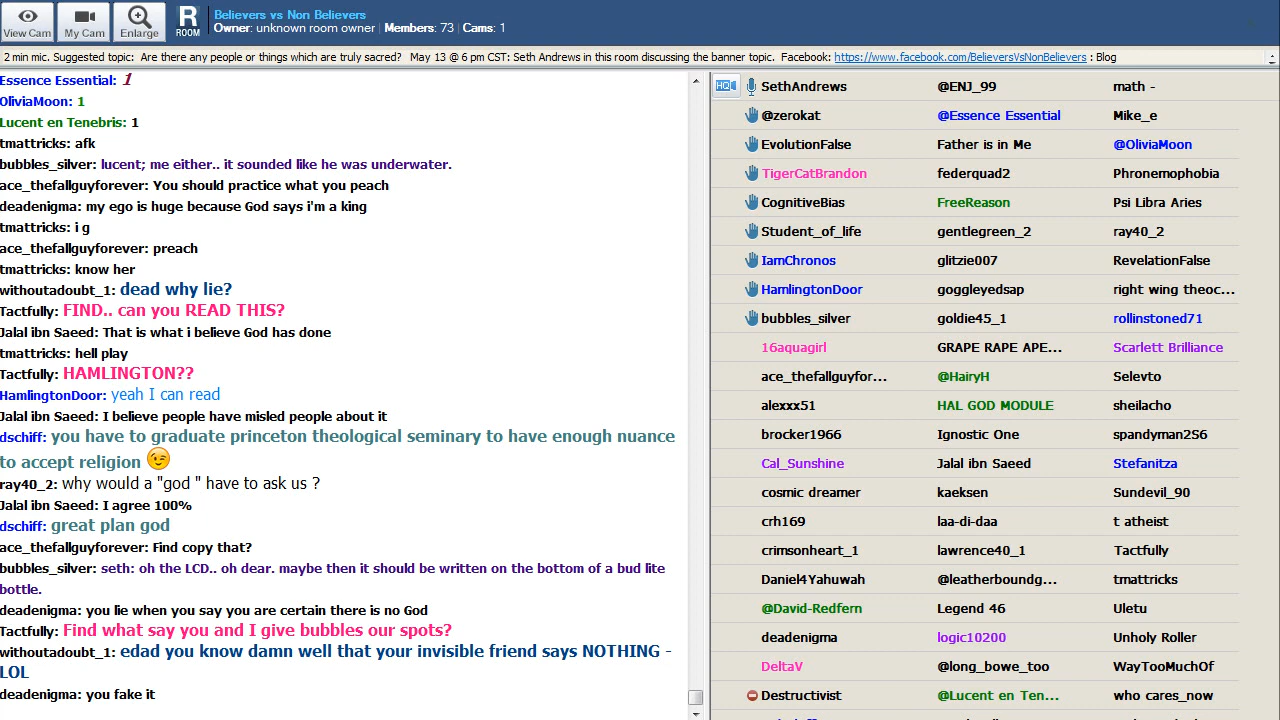 View Cam
My Cam
Enlarge
R
ROOM
Believers vs Non Believers
Owner: unknown room owner | Members: 73 | Cams: 1
2 min mic. Suggested topic: Are there any people or things which are truly sacred? May 13 @ 6 pm CST: Seth Andrews in this room discussing the banner topic. Facebook: https://www.facebook.com/BelieversVsNonBelievers : Blog
Essence Essential: 1
OliviaMoon: 1
Lucent en Tenebris: 1
tmattricks: afk
bubbles_silver: lucent; me either.. it sounded like he was underwater.
ace_thefallguyforever: You should practice what you peach
deadenigma: my ego is huge because God says i'm a king
tmattricks: i g
ace_thefallguyforever: preach
tmattricks: know her
withoutadoubt_1: dead why lie?
Tactfully: FIND.. can you READ THIS?
Jalal ibn Saeed: That is what i believe God has done
tmattricks: hell play
Tactfully: HAMLINGTON??
HamlingtonDoor: yeah I can read
Jalal ibn Saeed: I believe people have misled people about it
dschiff: you have to graduate princeton theological seminary to have enough nuance
to accept religion
ray40_2: why would a "god " have to ask us ?
Jalal ibn Saeed: I agree 100%
dschiff: great plan god
ace_thefallguyforever: Find copy that?
bubbles_silver: seth: oh the LCD.. oh dear. maybe then it should be written on the bottom of a bud lite
bottle.
deadenigma: you lie when you say you are certain there is no God
Tactfully: Find what say you and I give bubbles our spots?
withoutadoubt_1: edad you know damn well that your invisible friend says NOTHING -
LOL
deadenigma: you fake it
HQ
SethAndrews @ENJ_99 math -
@zerokat @Essence Essential Mike_e
EvolutionFalse Father is in Me @OliviaMoon
TigerCatBrandon federquad2 Phronemophobia
CognitiveBias FreeReason Psi Libra Aries
Student_of_life gentlegreen_2 ray40_2
IamChronos glitzie007 RevelationFalse
HamlingtonDoor goggleyedsap right wing theoc...
bubbles_silver goldie45_1 rollinstoned71
16aquagirl GRAPE RAPE APE... Scarlett Brilliance
ace_thefallguyfor... @HairyH Selevto
alexxx51 HAL GOD MODULE sheilacho
brocker1966 Ignostic One spandyman2S6
Cal_Sunshine Jalal ibn Saeed Stefanitza
cosmic dreamer kaeksen Sundevil_90
crh169 laa-di-daa t atheist
crimsonheart_1 lawrence40_1 Tactfully
Daniel4Yahuwah @leatherboundg... tmattricks
@David-Redfern Legend 46 Uletu
deadenigma logic10200 Unholy Roller
DeltaV @long_bowe_too WayTooMuchOf
Destructivist @Lucent en Ten... who cares_now